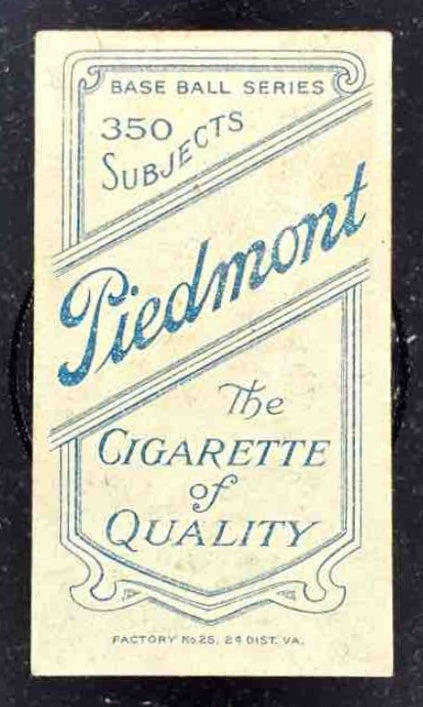 BASE BALL SERIES
350
SUBJECTS
Piedmont
The
CIGARETTE
of
QUALITY
FACTORY No.25, 2d DIST. VA.